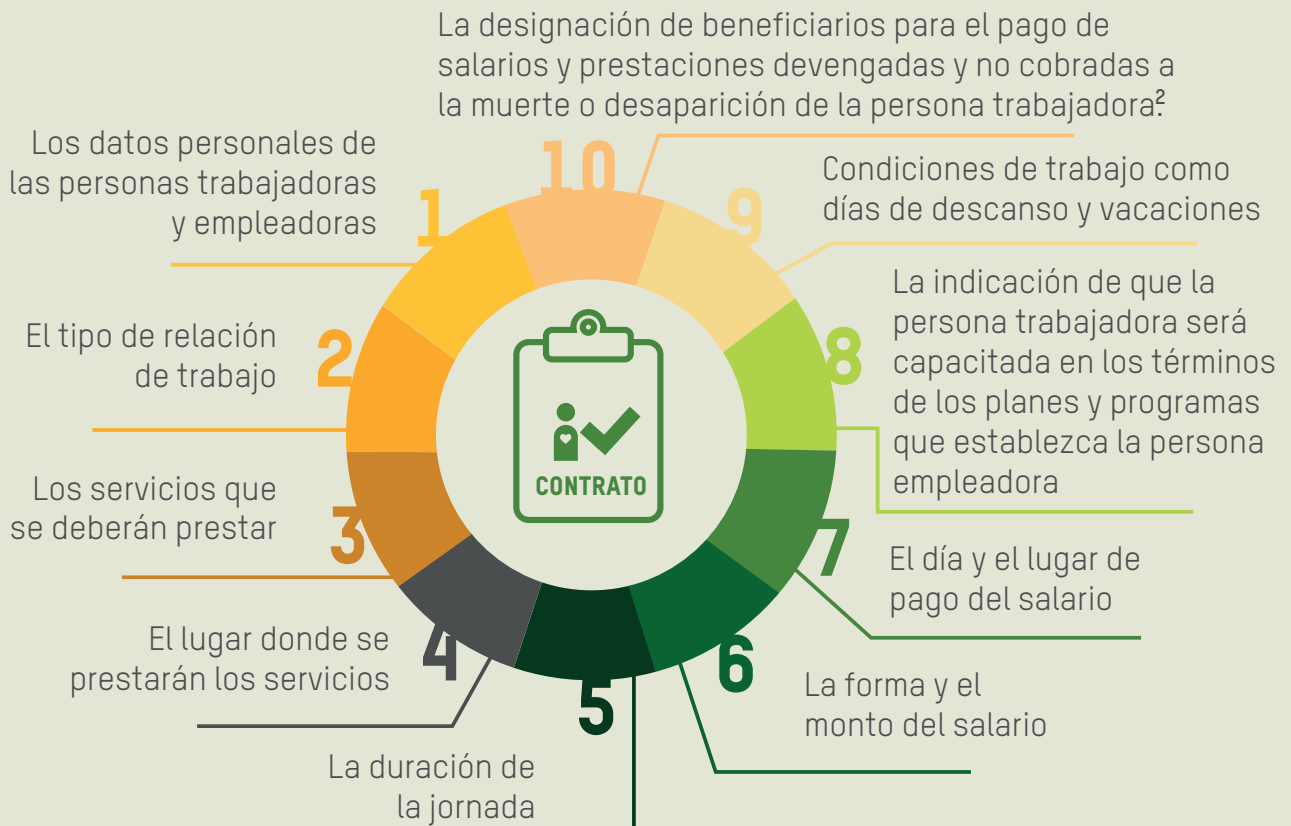 La designación de beneficiarios para el pago de
salarios y prestaciones devengadas y no cobradas a
la muerte o desaparición de la persona trabajadora²
10
Los datos personales de
las personas trabajadoras
y empleadoras
1
Condiciones de trabajo como
días de descanso y vacaciones
9
El tipo de relación
de trabajo
2
La indicación de que la
persona trabajadora será
capacitada en los términos
de los planes y programas
que establezca la persona
empleadora
8
CONTRATO
Los servicios que
se deberán prestar
3
El día y el lugar de
pago del salario
7
El lugar donde se
prestarán los servicios
4
La forma y el
monto del salario
6
La duración de
la jornada
5